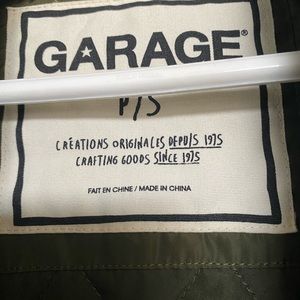 GARAGE®
P/S
CRÉATIONS ORIGINALES DEPUIS 1975
CRAFTING GOODS SINCE 1975
FAIT EN CHINE / MADE IN CHINA